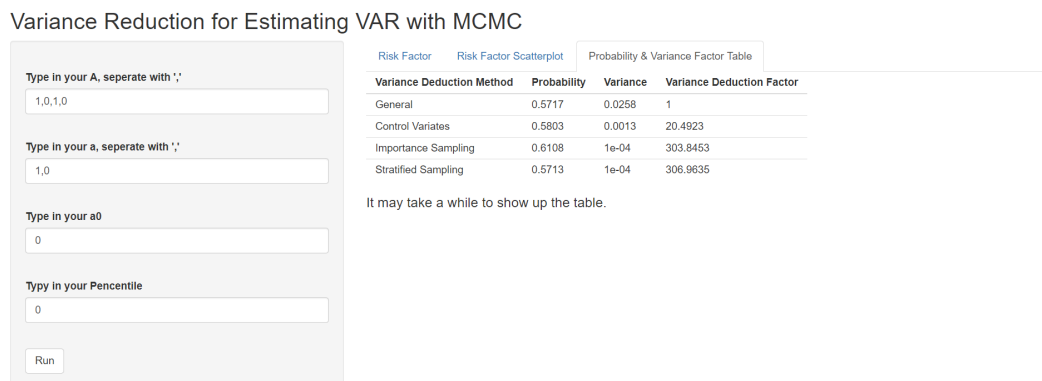 Variance Reduction for Estimating VAR with MCMC
Type in your A, seperate with ','
1,0,1,0
Type in your a, seperate with ','
1,0
Type in your a0
0
Typy in your Pencentile
0
Run
Risk Factor Risk Factor Scatterplot Probability & Variance Factor Table
Variance Deduction Method Probability Variance Variance Deduction Factor
General 0.5717 0.0258 1
Control Variates 0.5803 0.0013 20.4923
Importance Sampling 0.6108 1e-04 303.8453
Stratified Sampling 0.5713 1e-04 306.9635
It may take a while to show up the table.